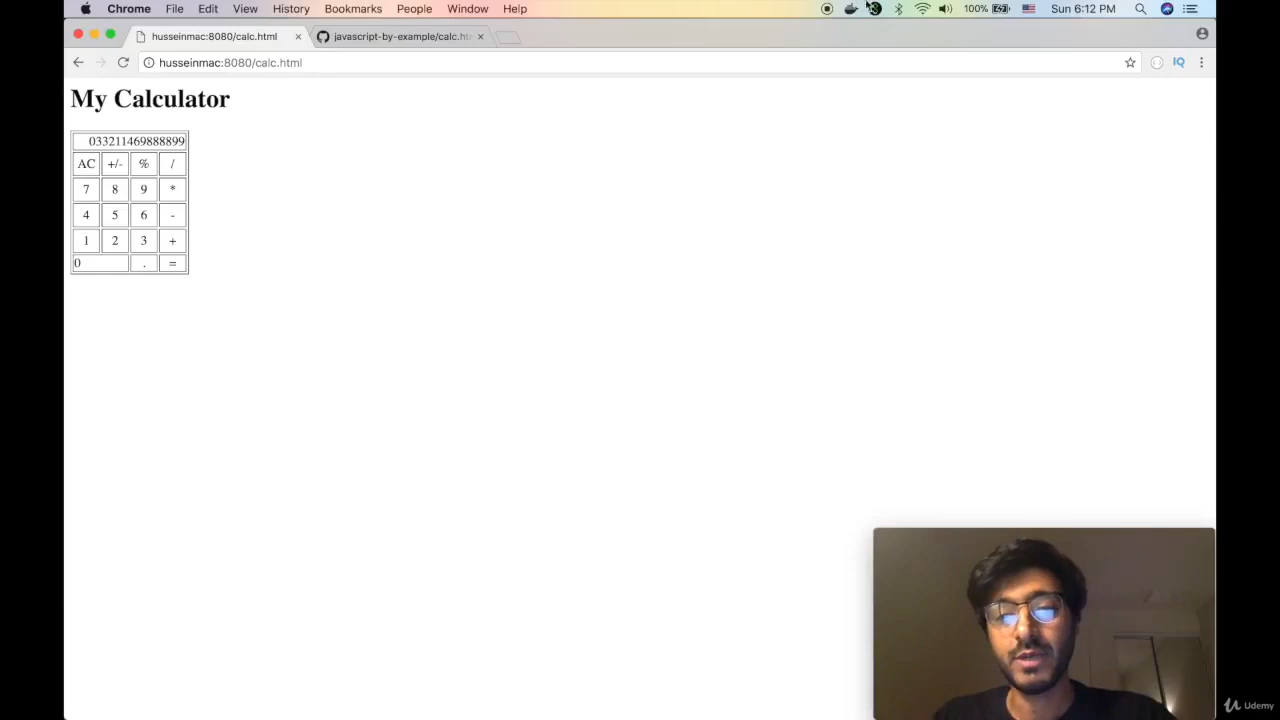 Chrome File Edit View History Bookmarks People Window Help 100% Sun 6:12 PM
husseinmac:8080/calc.html × javascript-by-example/calc.ht ×
husseinmac:8080/calc.html IQ
My Calculator
033211469888899
AC +/- % /
7 8 9 *
4 5 6 -
1 2 3 +
0 . =
Udemy